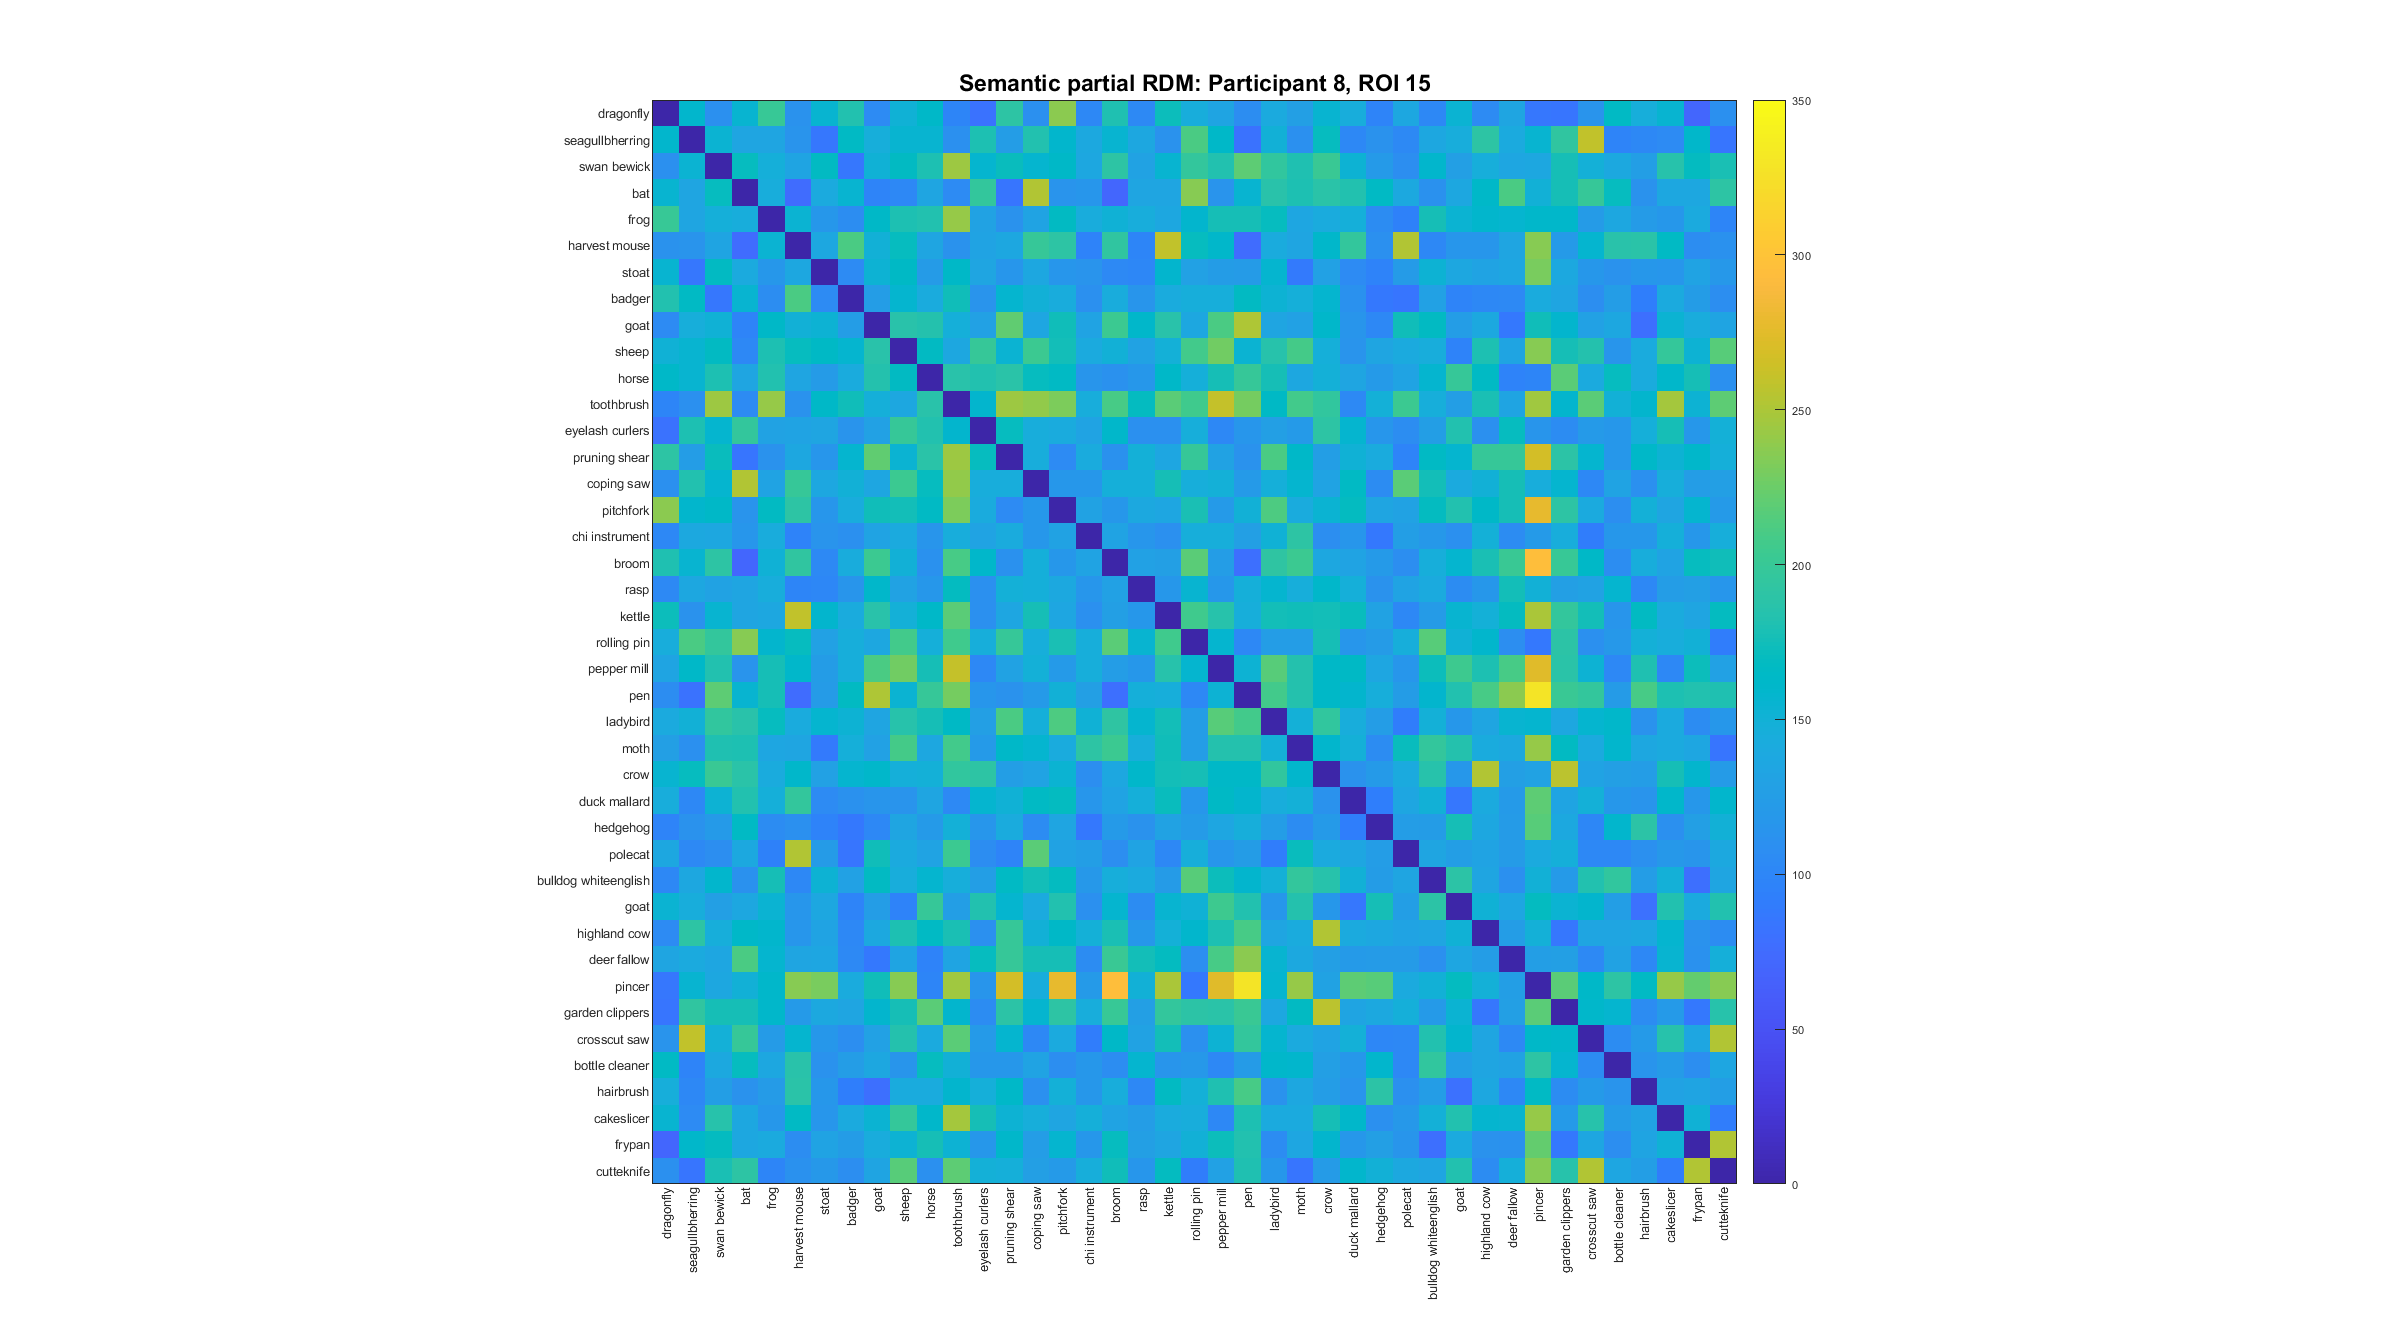 Semantic partial RDM: Participant 8, ROI 15
dragonfly
seagullbherring
swan bewick
bat
frog
harvest mouse
stoat
badger
goat
sheep
horse
toothbrush
eyelash curlers
pruning shear
coping saw
pitchfork
chi instrument
broom
rasp
kettle
rolling pin
pepper mill
pen
ladybird
moth
crow
duck mallard
hedgehog
polecat
bulldog whiteenglish
goat
highland cow
deer fallow
pincer
garden clippers
crosscut saw
bottle cleaner
hairbrush
cakeslicer
frypan
cutteknife
dragonfly
seagullbherring
swan bewick
bat
frog
harvest mouse
stoat
badger
goat
sheep
horse
toothbrush
eyelash curlers
pruning shear
coping saw
pitchfork
chi instrument
broom
rasp
kettle
rolling pin
pepper mill
pen
ladybird
moth
crow
duck mallard
hedgehog
polecat
bulldog whiteenglish
goat
highland cow
deer fallow
pincer
garden clippers
crosscut saw
bottle cleaner
hairbrush
cakeslicer
frypan
cutteknife
350
300
250
200
150
100
50
0